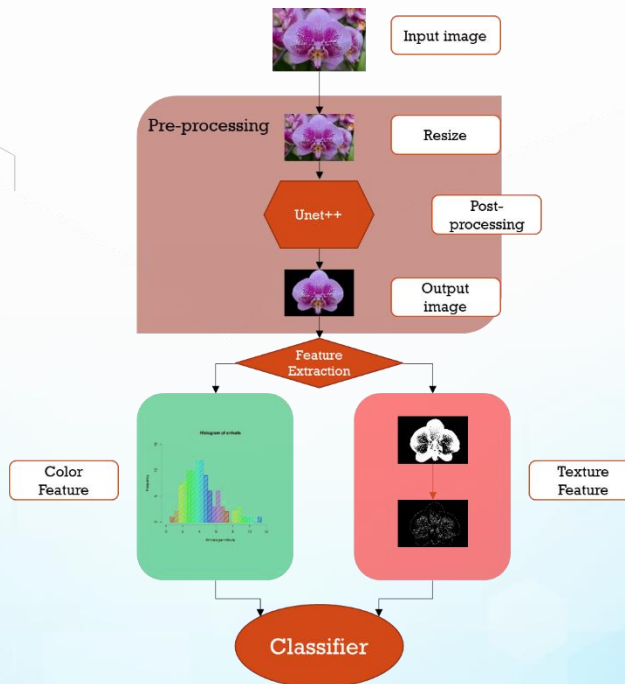 Input image
Pre-processing
Resize
Unet++
Post-
processing
Output
image
Feature
Extraction
Color
Feature
Texture
Feature
Classifier